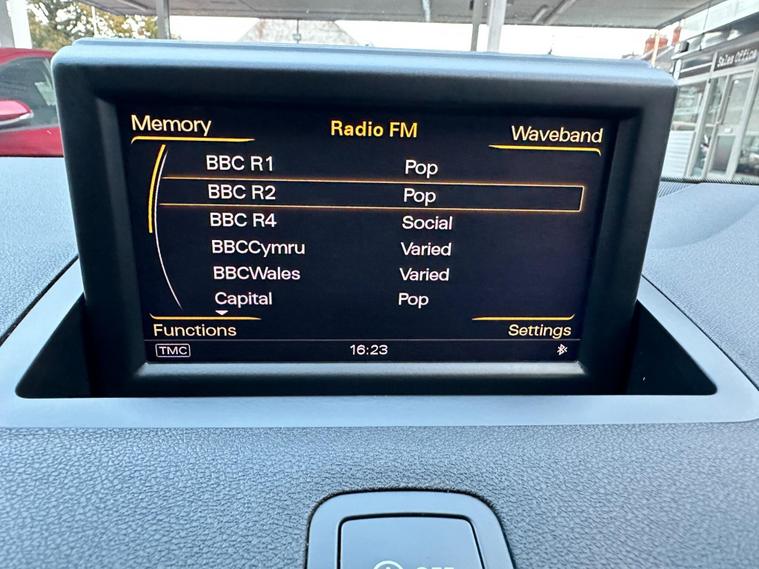 Sales Office
Memory Radio FM Waveband
BBC R1 Pop
BBC R2 Pop
BBC R4 Social
BBCCymru Varied
BBCWales Varied
Capital Pop
Functions Settings
TMC 16:23
OFF